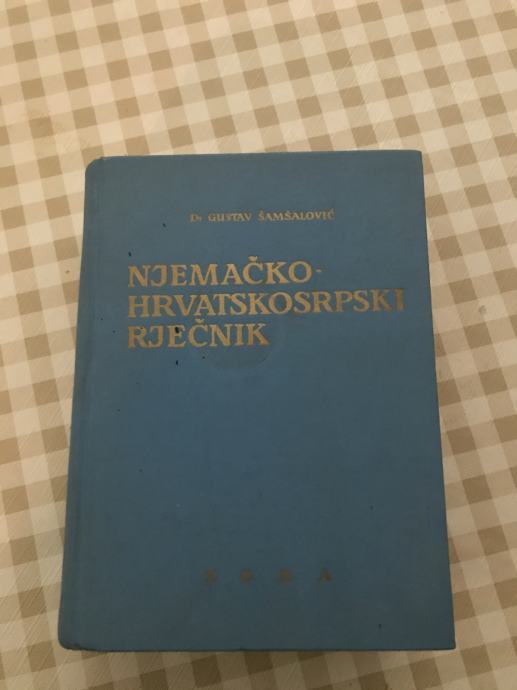 Dr GUSTAV ŠAMŠALOVIĆ
NJEMAČKO-
HRVATSKOSRPSKI
RJEČNIK
ZORA